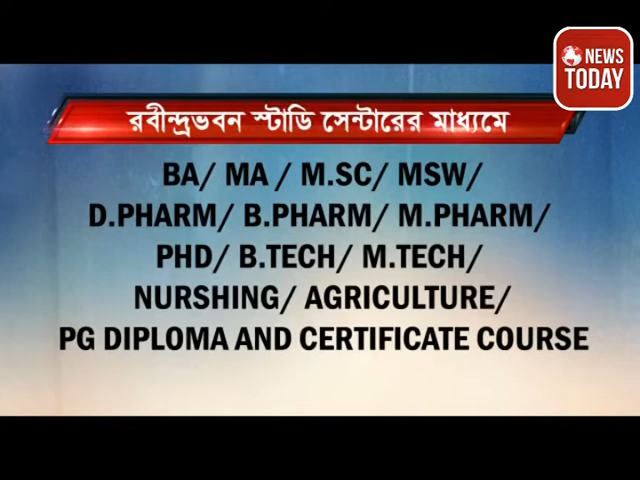 NEWS
TODAY
রবীন্দ্রভবন স্টাডি সেন্টারের মাধ্যমে
BA/ MA / M.SC/ MSW/
D.PHARM/ B.PHARM/ M.PHARM/
PHD/ B.TECH/ M.TECH/
NURSHING/ AGRICULTURE/
PG DIPLOMA AND CERTIFICATE COURSE